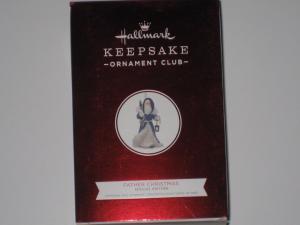 Hallmark
KEEPSAKE
—ORNAMENT CLUB—
FATHER CHRISTMAS